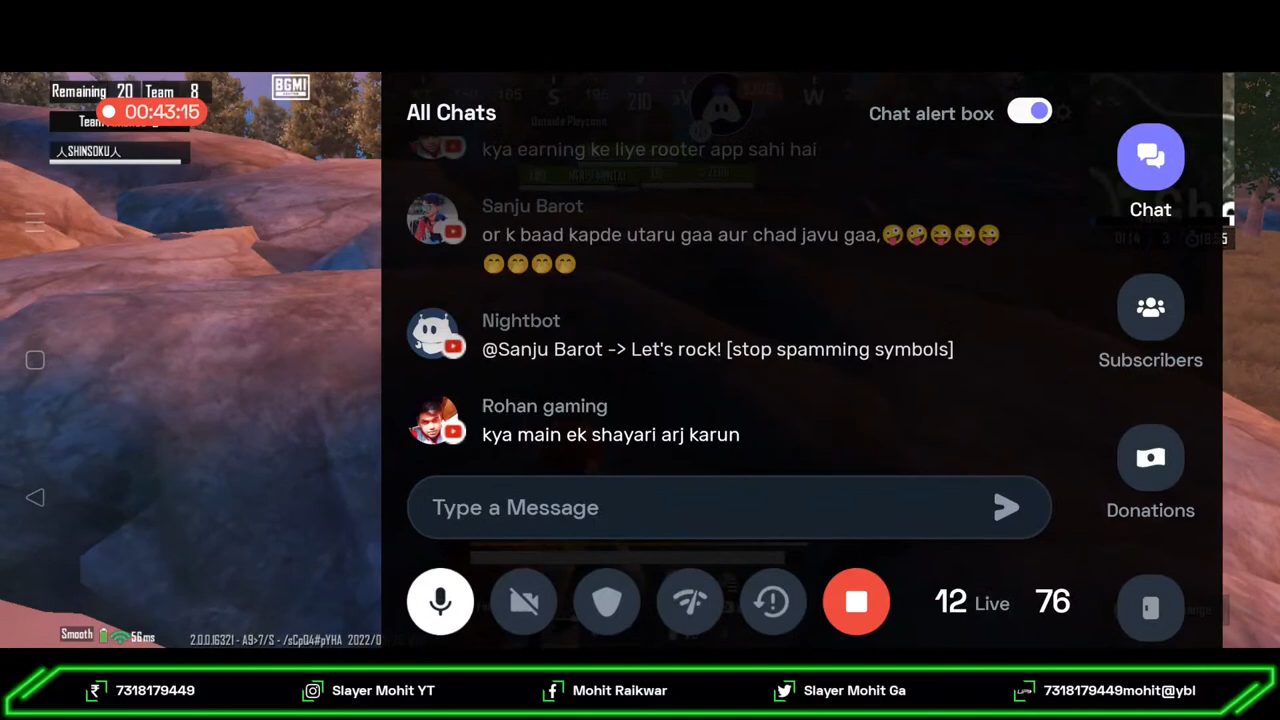 Remaining 20 Team 8
BGMI
00:43:15
人SHINSOKU人
All Chats
Chat alert box
kya earning ke liye rooter app sahi hai
Sanju Barot
or k baad kapde utaru gaa aur chad javu gaa,🤪🤪😜😜😜
🤭🤭🤭🤭
Nightbot
@Sanju Barot -> Let's rock! [stop spamming symbols]
Rohan gaming
kya main ek shayari arj karun
Type a Message
Chat
Subscribers
Donations
12 Live 76
Smooth 56ms
7318179449
Slayer Mohit YT
Mohit Raikwar
Slayer Mohit Ga
7318179449mohit@ybl